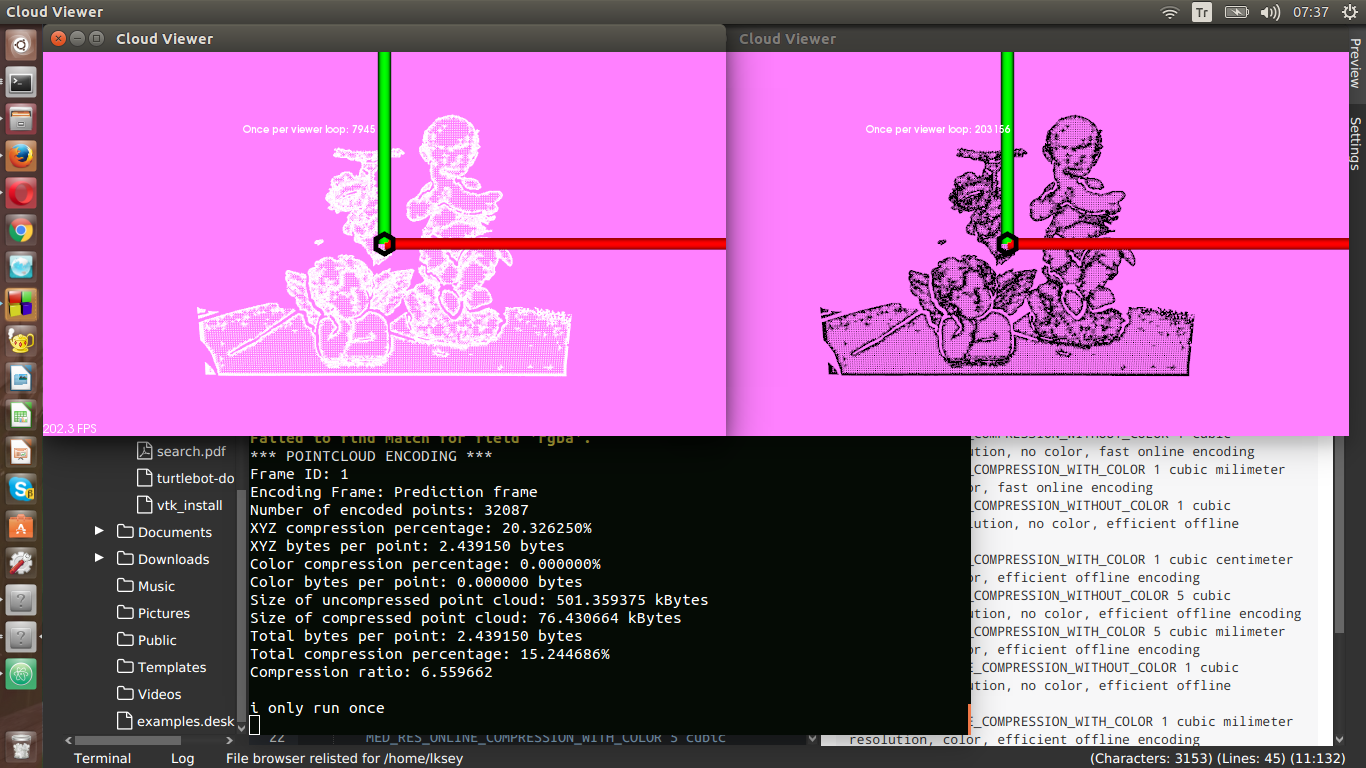 Cloud Viewer
Tr
07:37
Cloud Viewer
Cloud Viewer
Preview
Settings
Once per viewer loop: 7945
Once per viewer loop: 203156
202.3 FPS
search.pdf
turtlebot-do
vtk_install
Documents
Downloads
Music
Pictures
Public
Templates
Videos
examples.desk
Failed to find match for field 'rgba'.
*** POINTCLOUD ENCODING ***
Frame ID: 1
Encoding Frame: Prediction frame
Number of encoded points: 32087
XYZ compression percentage: 20.326250%
XYZ bytes per point: 2.439150 bytes
Color compression percentage: 0.000000%
Color bytes per point: 0.000000 bytes
Size of uncompressed point cloud: 501.359375 kBytes
Size of compressed point cloud: 76.430664 kBytes
Total bytes per point: 2.439150 bytes
Total compression percentage: 15.244686%
Compression ratio: 6.559662
i only run once
22 MED_RES_ONLINE_COMPRESSION_WITH_COLOR 5 cubic
COMPRESSION_WITHOUT_COLOR 1 cubic
ution, no color, fast online encoding
COMPRESSION_WITH_COLOR 1 cubic milimeter
or, fast online encoding
COMPRESSION_WITHOUT_COLOR 1 cubic
ution, no color, efficient offline
COMPRESSION_WITH_COLOR 1 cubic centimeter
or, efficient offline encoding
COMPRESSION_WITHOUT_COLOR 5 cubic
ution, no color, efficient offline encoding
COMPRESSION_WITH_COLOR 5 cubic milimeter
or, efficient offline encoding
E_COMPRESSION_WITHOUT_COLOR 1 cubic
ution, no color, efficient offline
E_COMPRESSION_WITH_COLOR 1 cubic milimeter
resolution, color, efficient offline encoding
Terminal
Log
File browser relisted for /home/lksey
(Characters: 3153) (Lines: 45) (11:132)